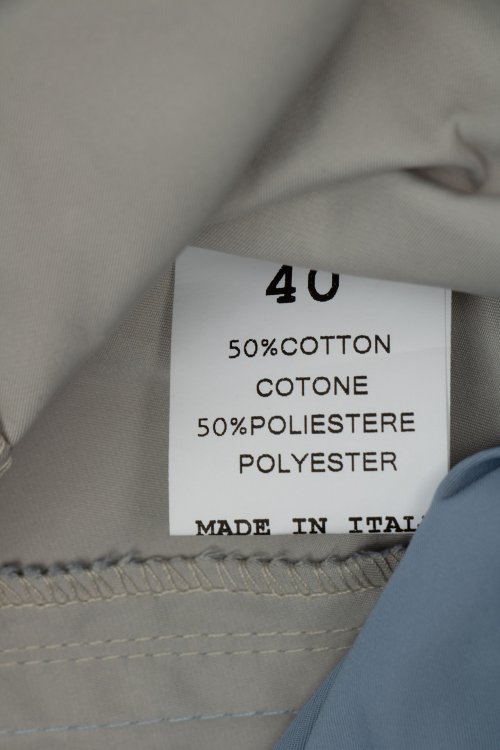 40
50%COTTON
COTONE
50%POLIESTERE
POLYESTER
MADE IN ITAL